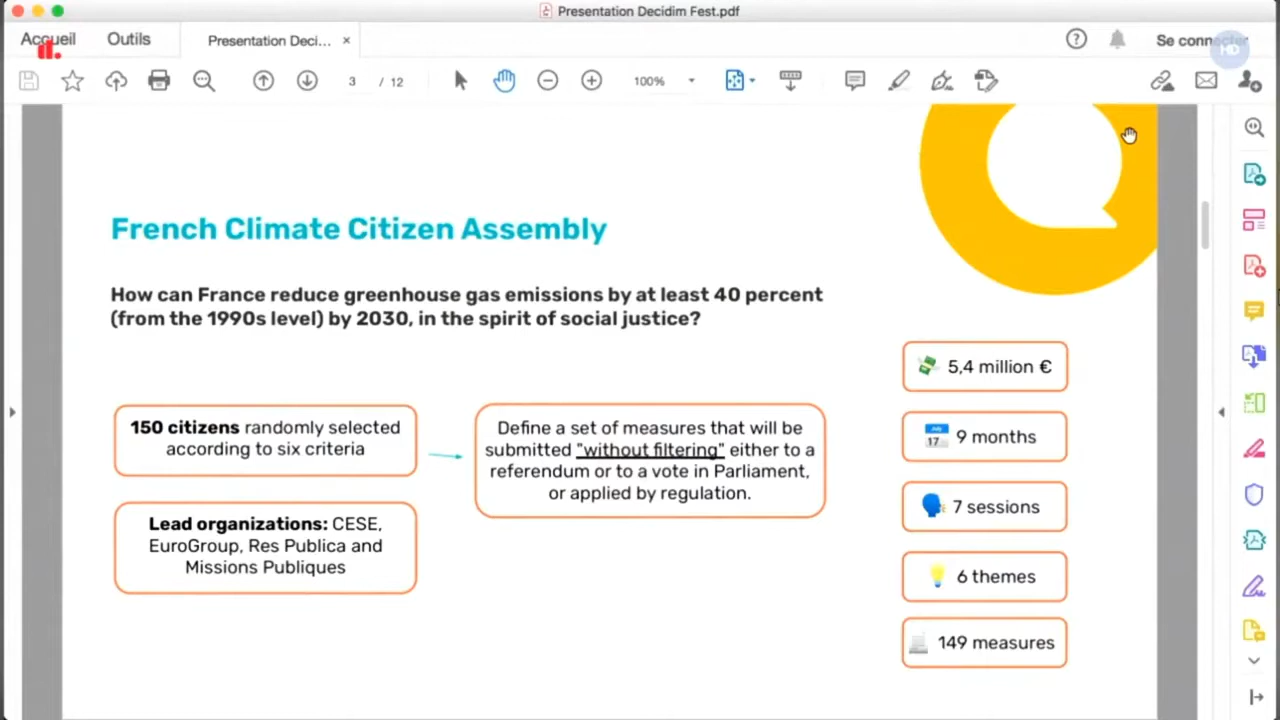 Presentation Decidim Fest.pdf
Accueil
Outils
Presentation Deci...
×
?
d.
HD
3 / 12
100%
French Climate Citizen Assembly
How can France reduce greenhouse gas emissions by at least 40 percent
(from the 1990s level) by 2030, in the spirit of social justice?
150 citizens randomly selected
according to six criteria
Define a set of measures that will be
submitted "without filtering" either to a
referendum or to a vote in Parliament,
or applied by regulation.
Lead organizations: CESE,
EuroGroup, Res Publica and
Missions Publiques
5,4 million €
July
17
9 months
7 sessions
6 themes
149 measures